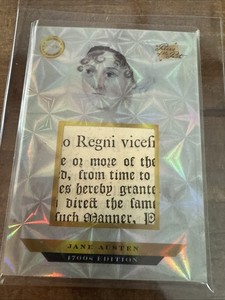 o Regni viceſi
e or more of the
d, from time to
es hereby grante
direct the ſame
ſuch Manner, P
JANE AUSTEN
1700s EDITION